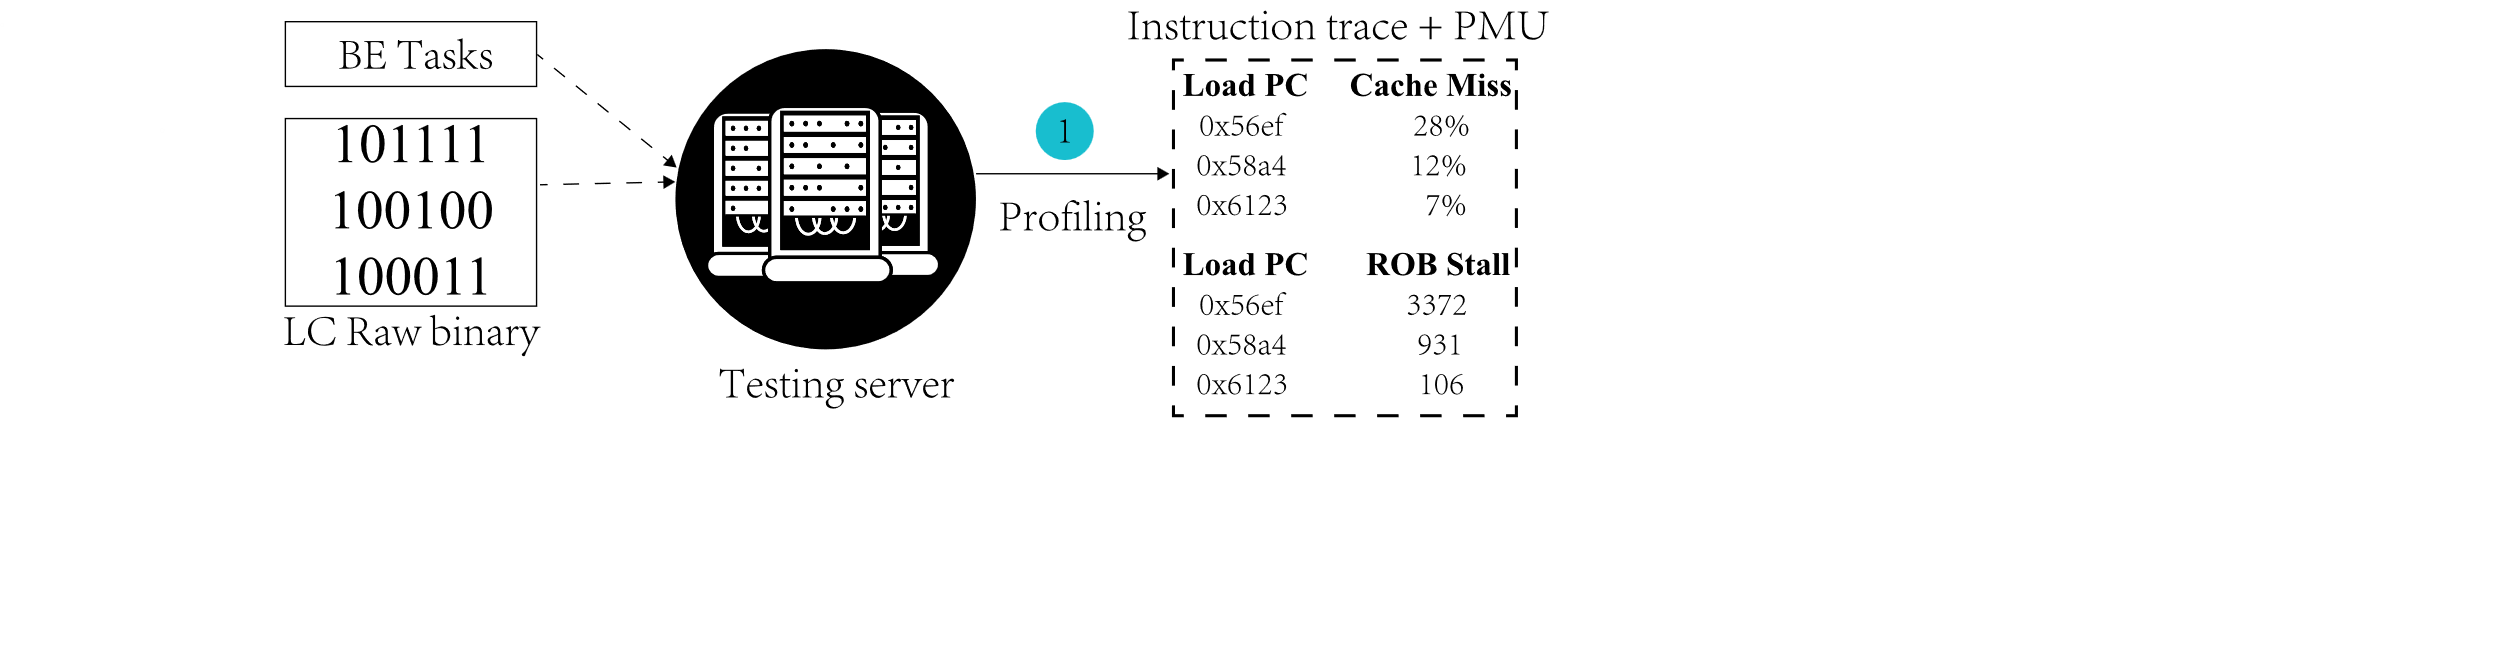 BE Tasks
101111
100100
100011
LC Raw binary
Testing server
1
Profiling
Instruction trace + PMU
Load PC Cache Miss
0x56ef 28%
0x58a4 12%
0x6123 7%
Load PC ROB Stall
0x56ef 3372
0x58a4 931
0x6123 106